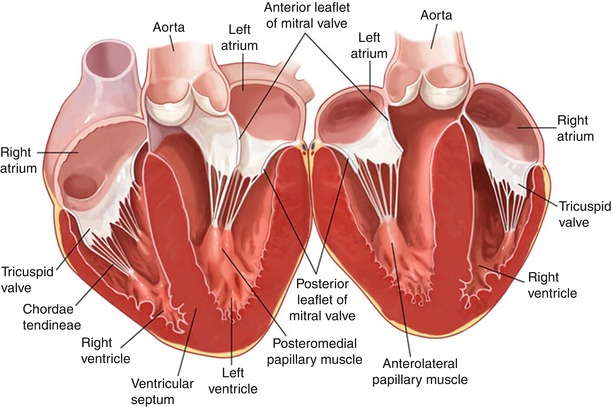 Anterior leaflet
of mitral valve
Aorta
Left
atrium
Left
atrium
Aorta
Right
atrium
Right
atrium
Tricuspid
valve
Tricuspid
valve
Chordae
tendineae
Right
ventricle
Ventricular
septum
Left
ventricle
Posteromedial
papillary muscle
Posterior
leaflet of
mitral valve
Anterolateral
papillary muscle
Right
ventricle